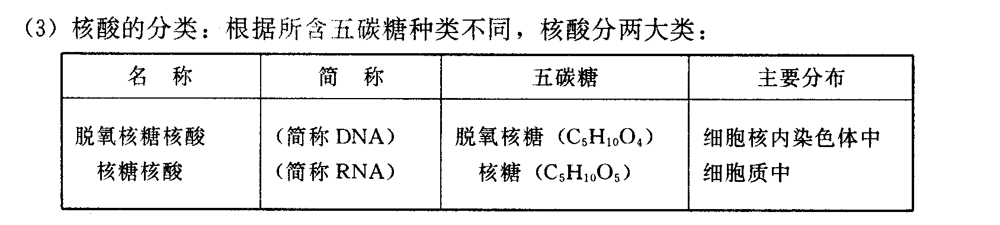 (3) 核酸的分类：根据所含五碳糖种类不同，核酸分两大类：
名 称 简 称 五碳糖 主要分布
脱氧核糖核酸 (简称 DNA) 脱氧核糖 (C₅H₁₀O₄) 细胞核内染色体中
核糖核酸 (简称 RNA) 核糖 (C₅H₁₀O₅) 细胞质中